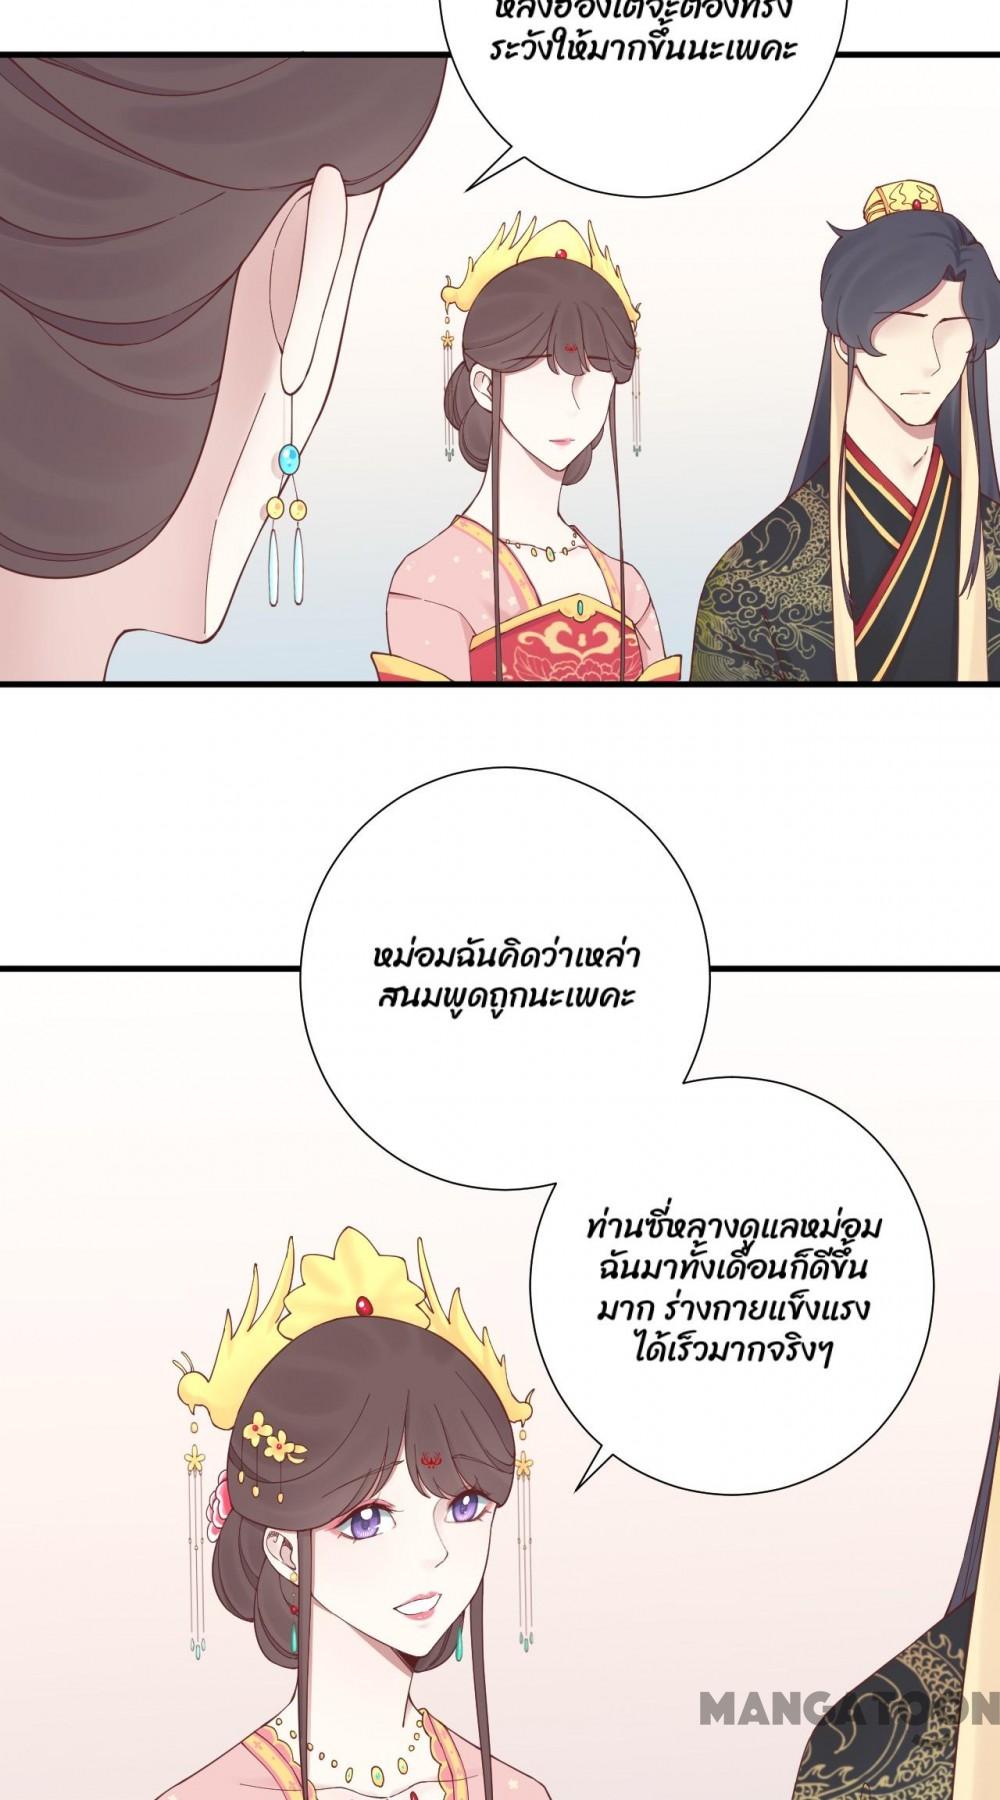 ระวังให้มากขึ้นนะเพคะ
หม่อมฉันคิดว่าเหล่า
สนมพูดถูกนะเพคะ
ท่านซี่หลางดูแลหม่อม
ฉันมาทั้งเดือนก็ดีขึ้น
มาก ร่างกายแข็งแรง
ได้เร็วมากจริงๆ
MANGATOON